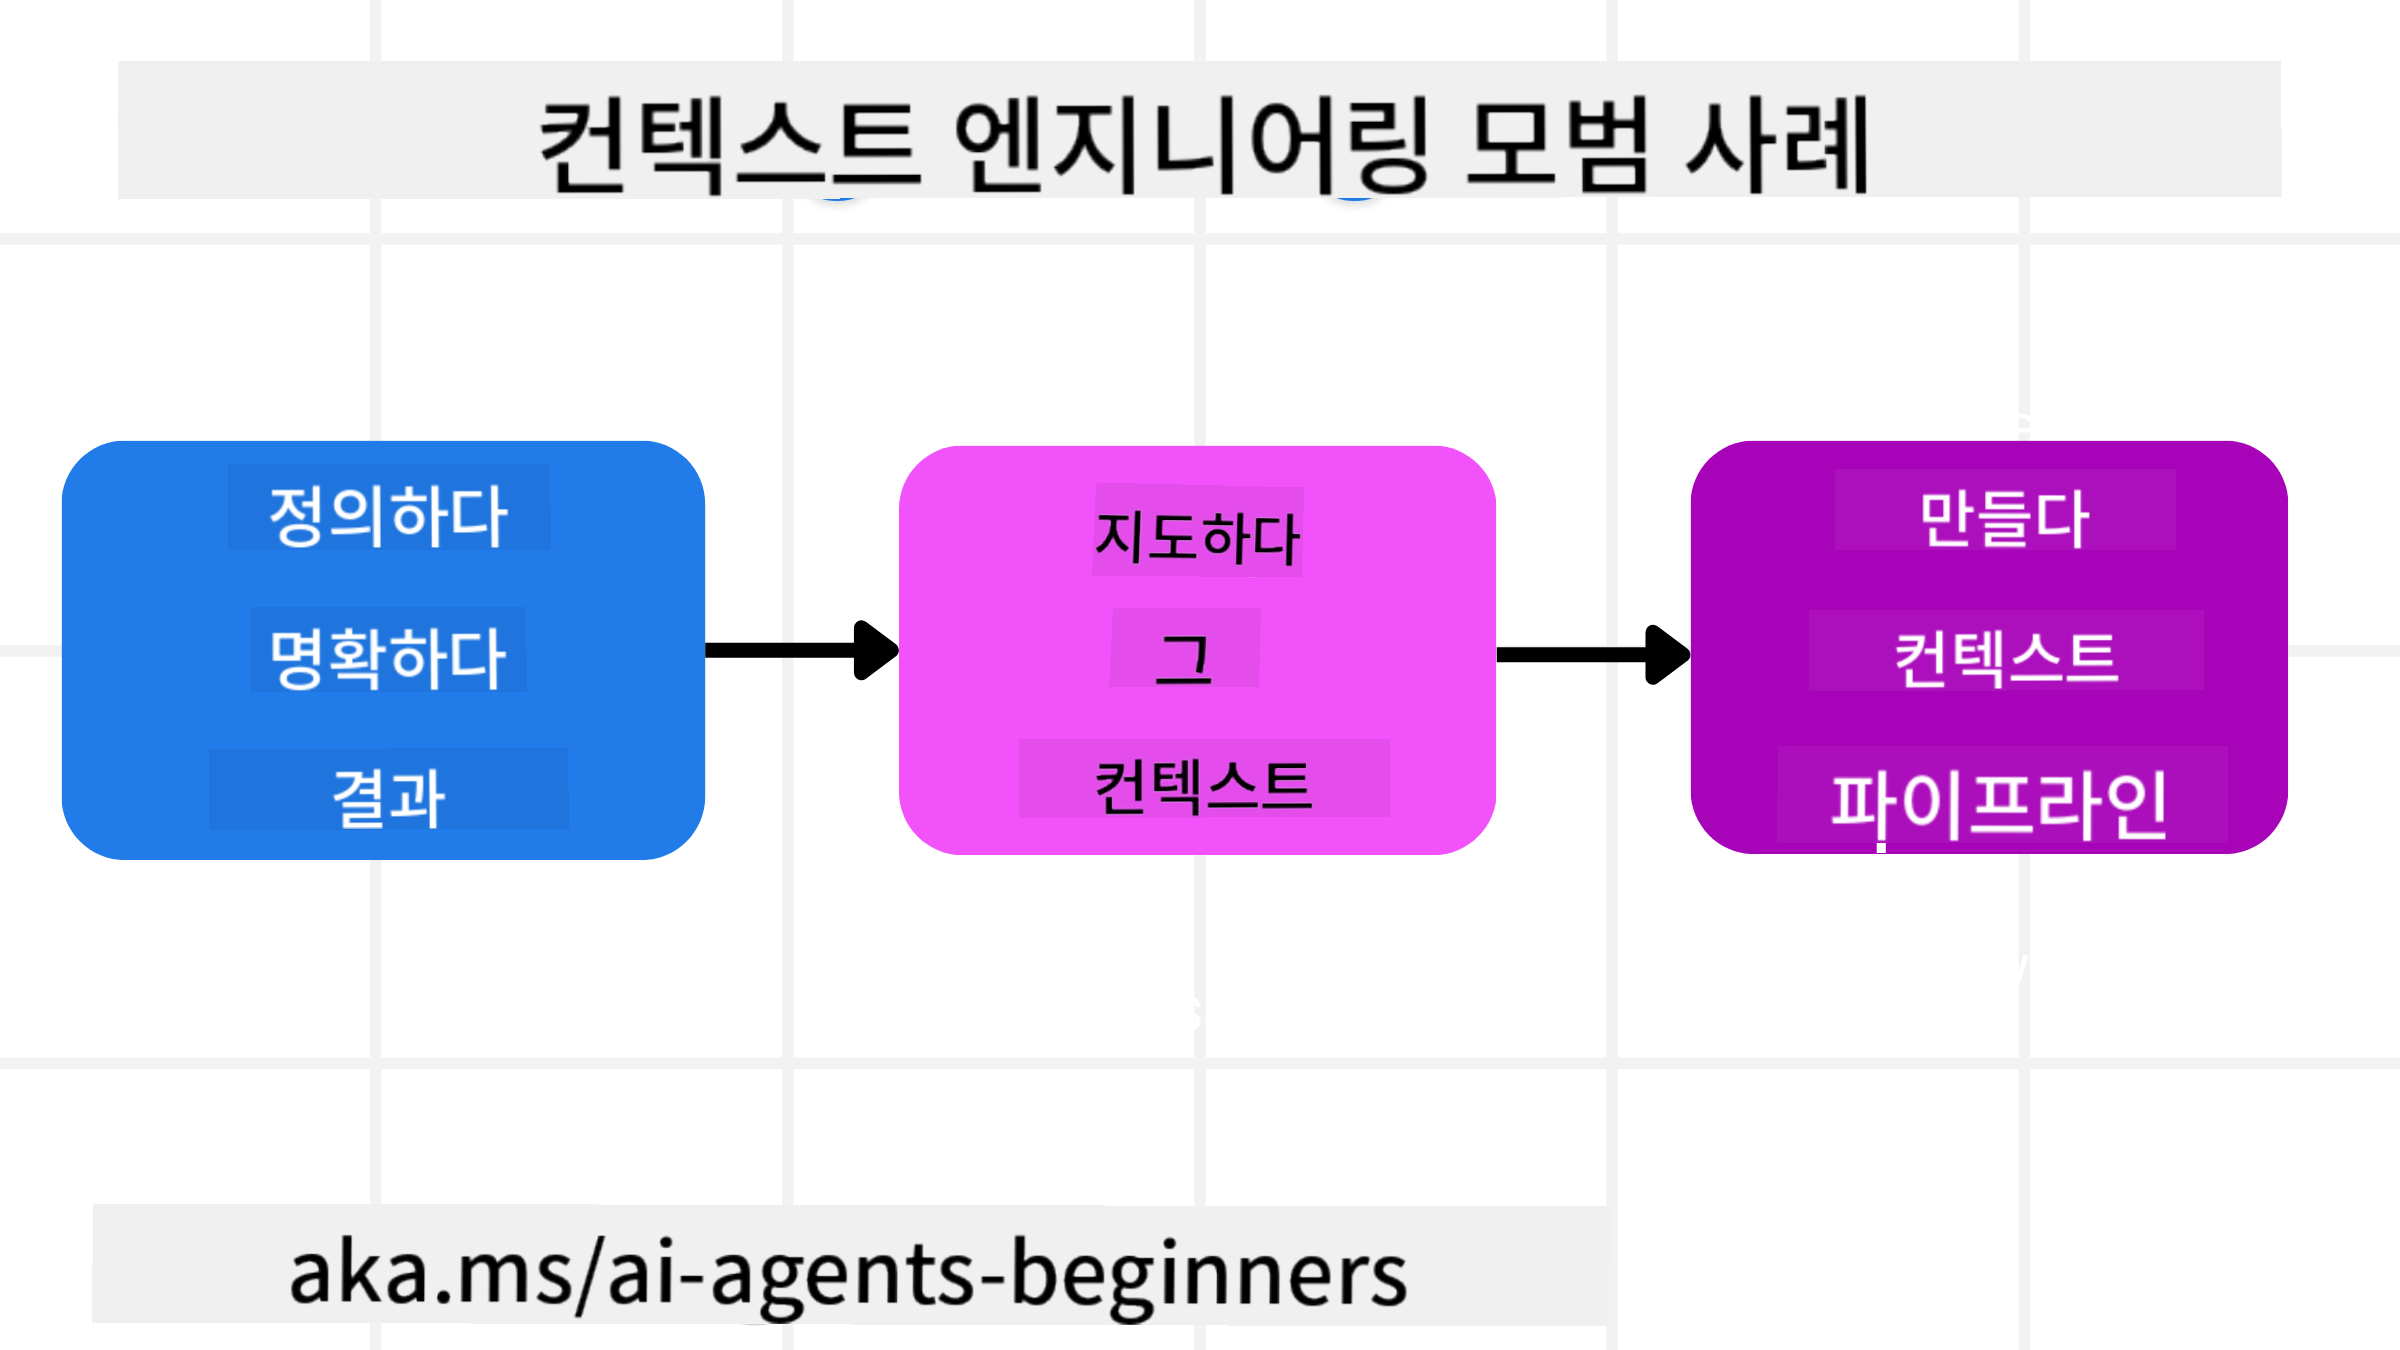 컨텍스트 엔지니어링 모범 사례
정의하다
명확하다
결과
지도하다
그
컨텍스트
만들다
컨텍스트
파이프라인
aka.ms/ai-agents-beginners